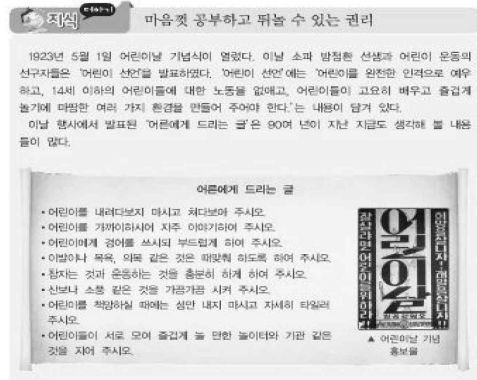 지식 더하기
마음껏 공부하고 뛰놀 수 있는 권리
1923년 5월 1일 어린이날 기념식이 열렸다. 이날 소파 방정환 선생과 어린이 운동의
선구자들은 ‘어린이 선언’을 발표하였다. ‘어린이 선언’에는 ‘어린이를 완전한 인격으로 예우
하고, 14세 이하의 어린이들에 대한 노동을 없애고, 어린이들이 고요히 배우고 즐겁게
놀기에 마땅한 여러 가지 환경을 만들어 주어야 한다.’는 내용이 담겨 있다.
이날 행사에서 발표된 ‘어른에게 드리는 글’은 90여 년이 지난 지금도 생각해 볼 내용
들이 많다.
어른에게 드리는 글
• 어린이를 내려다보지 마시고 쳐다보아 주시오.
• 어린이를 가까이하시어 자주 이야기하여 주시오.
• 어린이에게 경어를 쓰시되 부드럽게 하여 주시오.
• 이발이나 목욕, 의복 같은 것은 때맞춰 하도록 하여 주시오.
• 잠자는 것과 운동하는 것을 충분히 하게 하여 주시오.
• 산보나 소풍 같은 것을 가끔가끔 시켜 주시오.
• 어린이를 책망하실 때에는 성만 내지 마시고 자세히 타일러
주시오.
• 어린이들이 서로 모여 즐겁게 놀 만한 놀이터와 기관 같은
것을 지어 주시오.
어린이날
▲ 어린이날 기념
홍보물